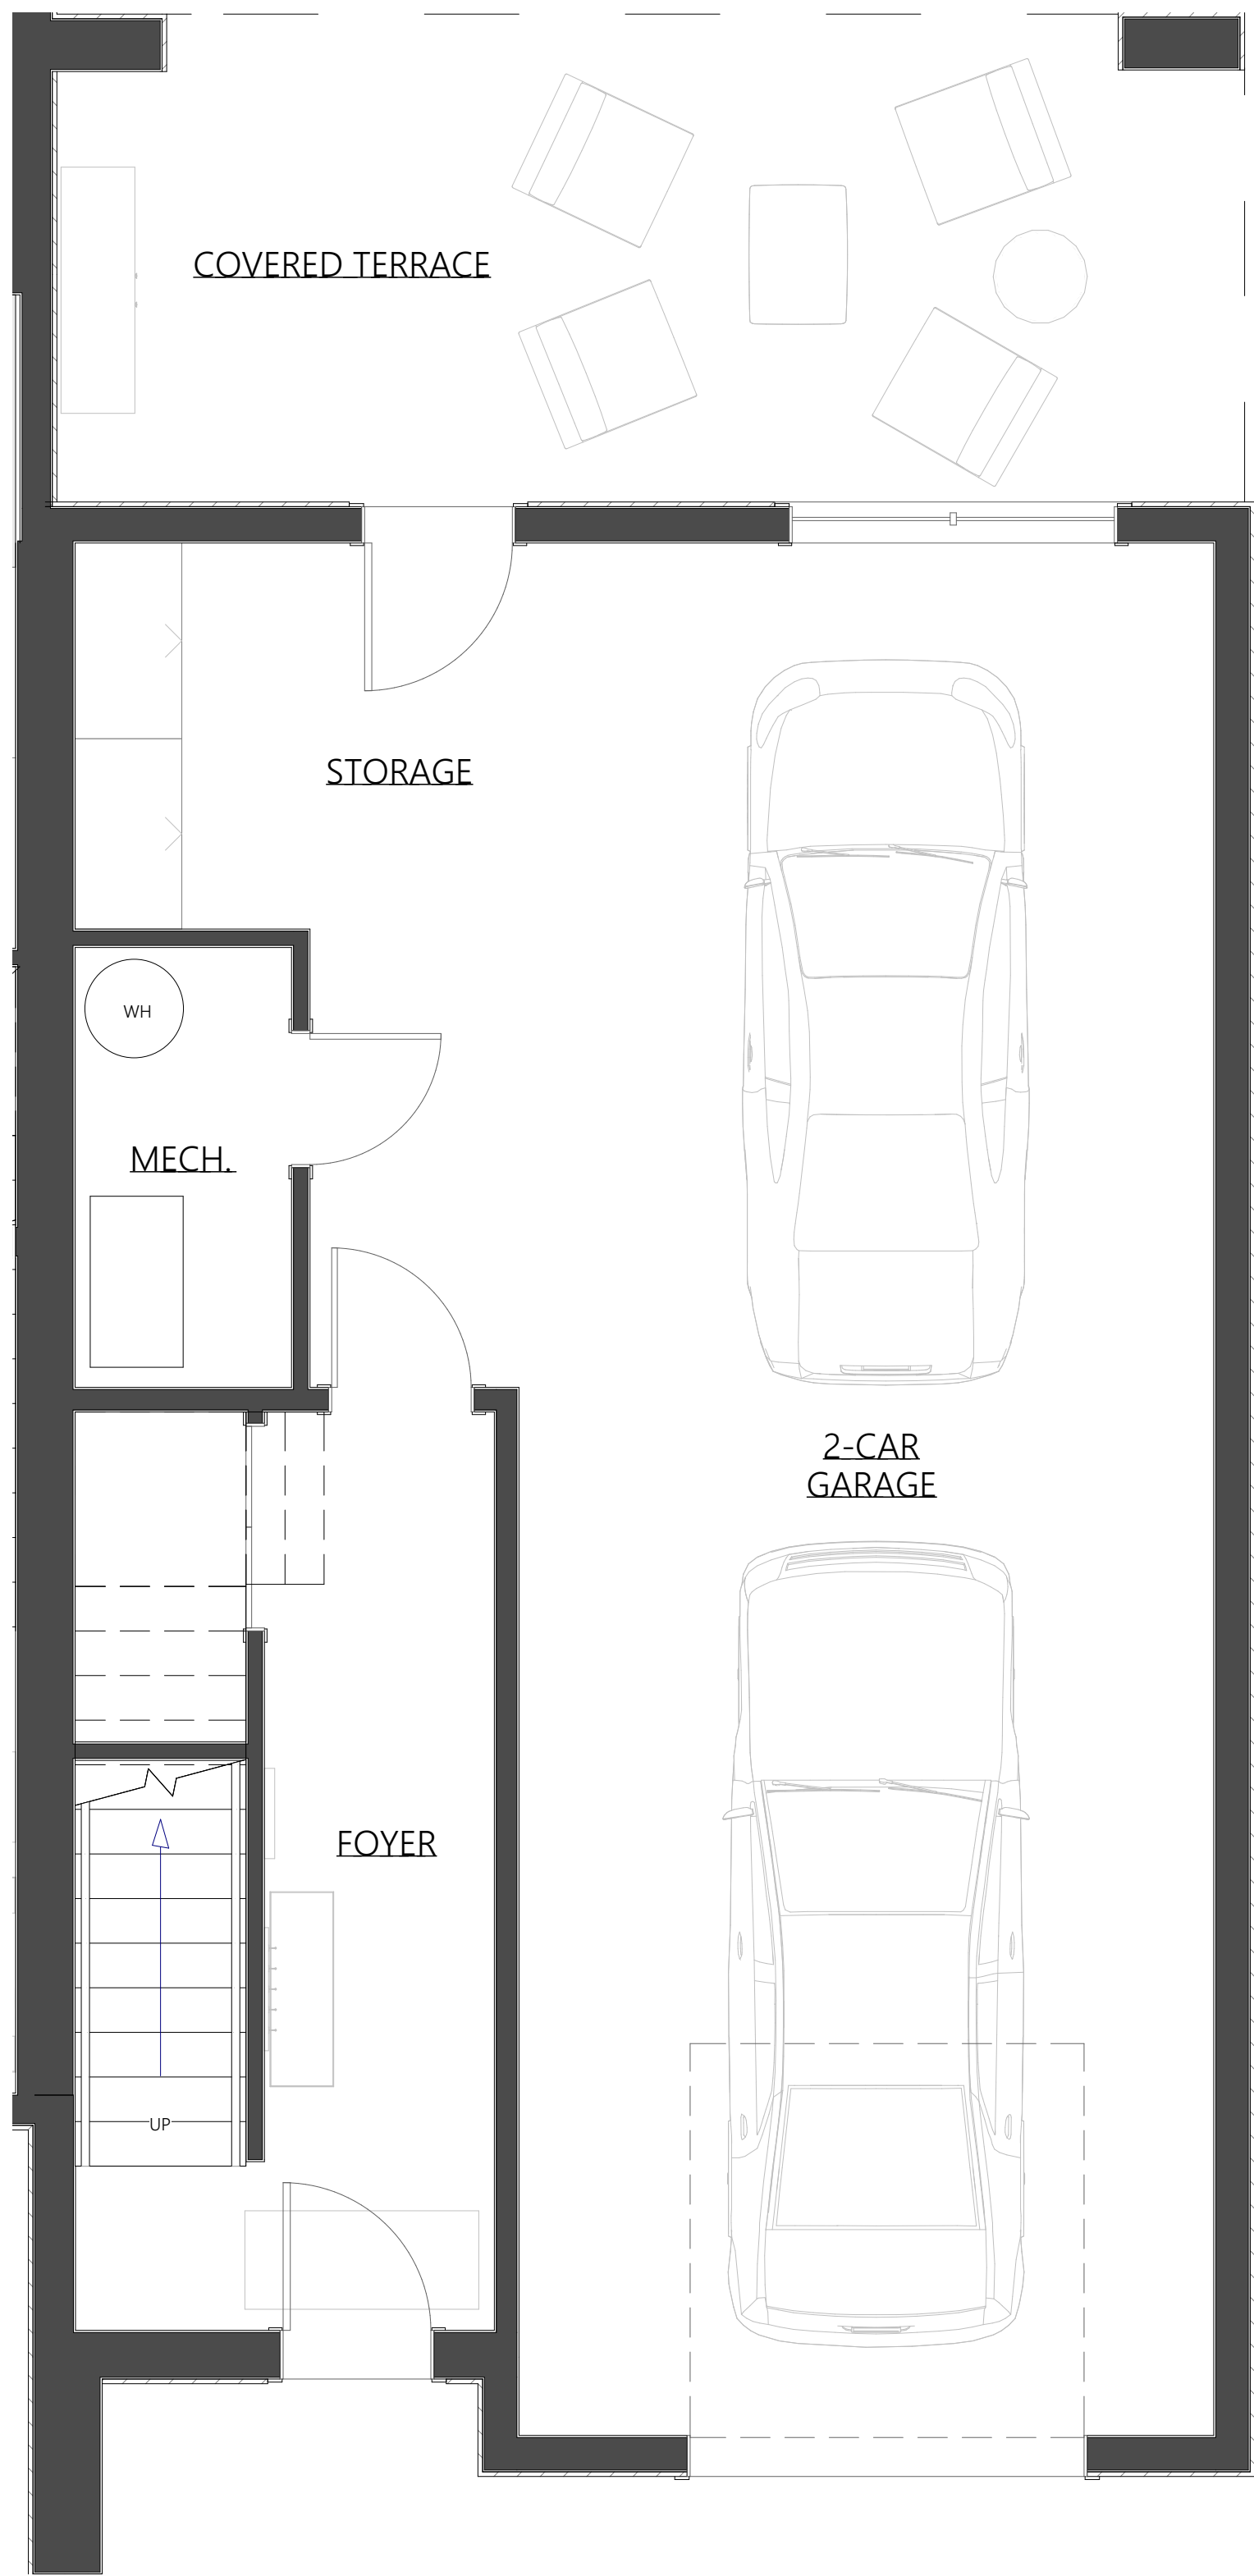 COVERED TERRACE
STORAGE
WH
MECH.
2-CAR
GARAGE
FOYER
UP